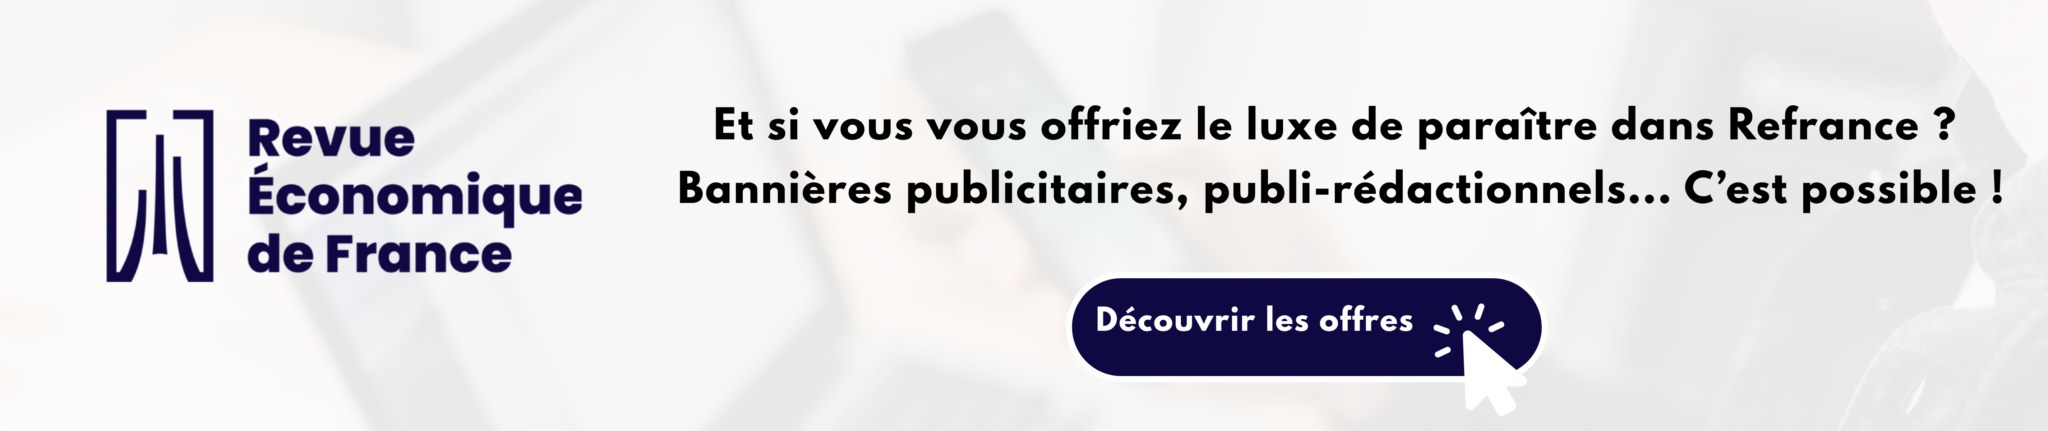 Revue
Économique
de France
Et si vous vous offriez le luxe de paraître dans Refrance ?
Bannières publicitaires, publi-rédactionnels... C’est possible !
Découvrir les offres